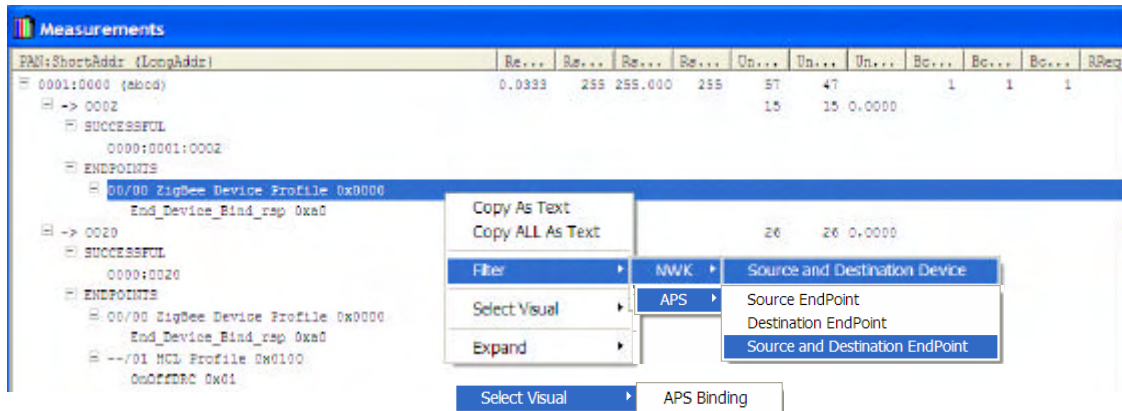 Measurements
PAN:ShortAddr (LongAddr) Re... Rs... Rs... Rs... Un... Un... Un... Bc... Bc... Bc... RReq
0001:0000 (abcd) 0.0333 255 255.000 255 57 47 1 1 1
-> 0002 15 15 0.0000
SUCCESSFUL
0000:0001:0002
ENDPOINTS
00/00 ZigBee Device Profile 0x0000
End_Device_Bind_rsp 0xa0
Copy As Text
Copy ALL As Text
-> 0020 26 26 0.0000
SUCCESSFUL
0000:0020
Filter NWK Source and Destination Device
ENDPOINTS
APS Source EndPoint
00/00 ZigBee Device Profile 0x0000
Select Visual
Destination EndPoint
End_Device_Bind_rsp 0xa0
Expand
Source and Destination EndPoint
--/01 HCL Profile 0x0100
OnOffDRC 0x01
Select Visual APS Binding